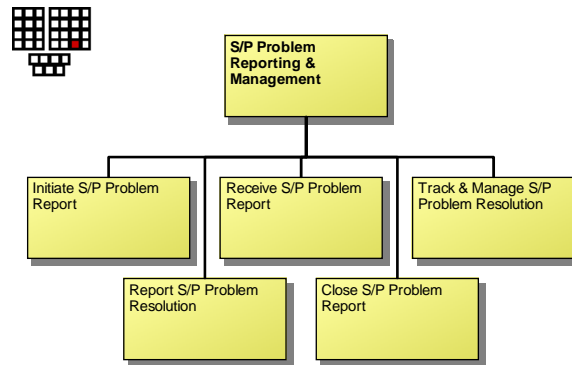 S/P Problem
Reporting &
Management
Initiate S/P Problem
Report
Receive S/P Problem
Report
Track & Manage S/P
Problem Resolution
Report S/P Problem
Resolution
Close S/P Problem
Report